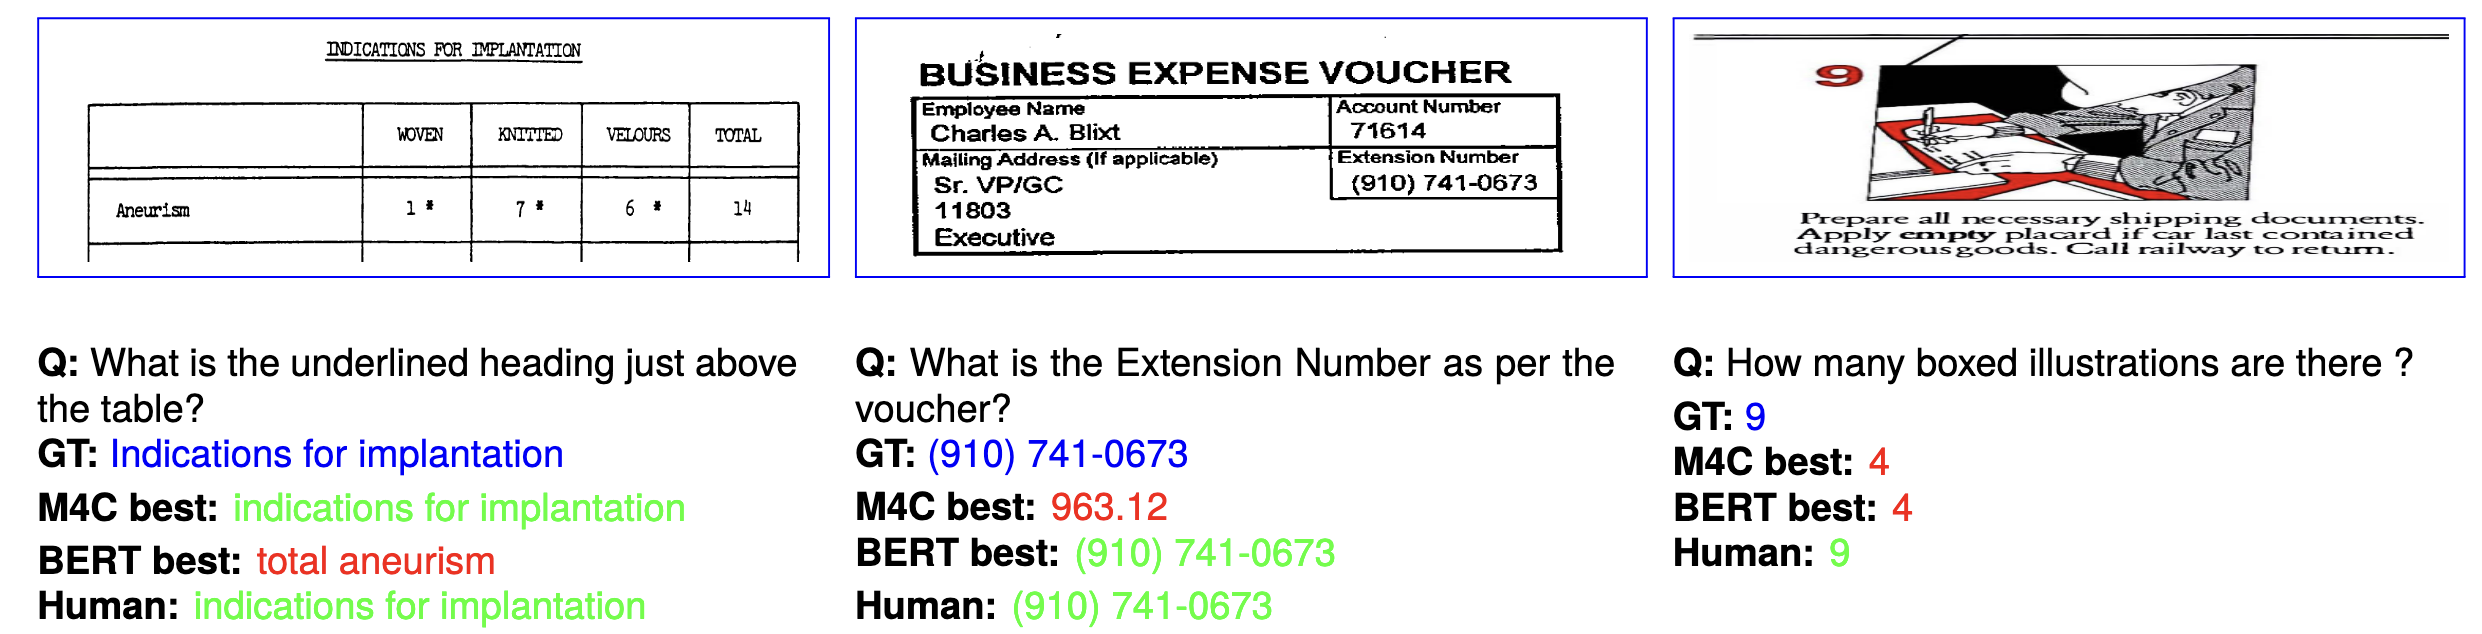 INDICATIONS FOR IMPLANTATION
WOVEN KNITTED VELOURS TOTAL
Aneurism 1 * 7 * 6 * 14
Q: What is the underlined heading just above
the table?
GT: Indications for implantation
M4C best: indications for implantation
BERT best: total aneurism
Human: indications for implantation
BUSINESS EXPENSE VOUCHER
Employee Name
Charles A. Blixt
Account Number
71614
Mailing Address (If applicable)
Sr. VP/GC
11803
Executive
Extension Number
(910) 741-0673
Q: What is the Extension Number as per the
voucher?
GT: (910) 741-0673
M4C best: 963.12
BERT best: (910) 741-0673
Human: (910) 741-0673
9
Prepare all necessary shipping documents.
Apply empty placard if car last contained
dangerous goods. Call railway to return.
Q: How many boxed illustrations are there ?
GT: 9
M4C best: 4
BERT best: 4
Human: 9